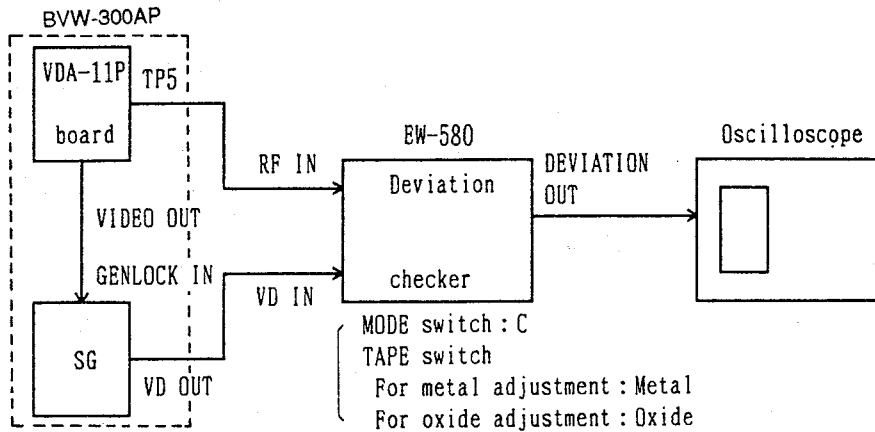 BVW-300AP
VDA-11P
board
TP5
RF IN
VIDEO OUT
GENLOCK IN
VD IN
SG
VD OUT
EW-580
Deviation
checker
DEVIATION
OUT
Oscilloscope
MODE switch : C
TAPE switch
For metal adjustment : Metal
For oxide adjustment : Oxide